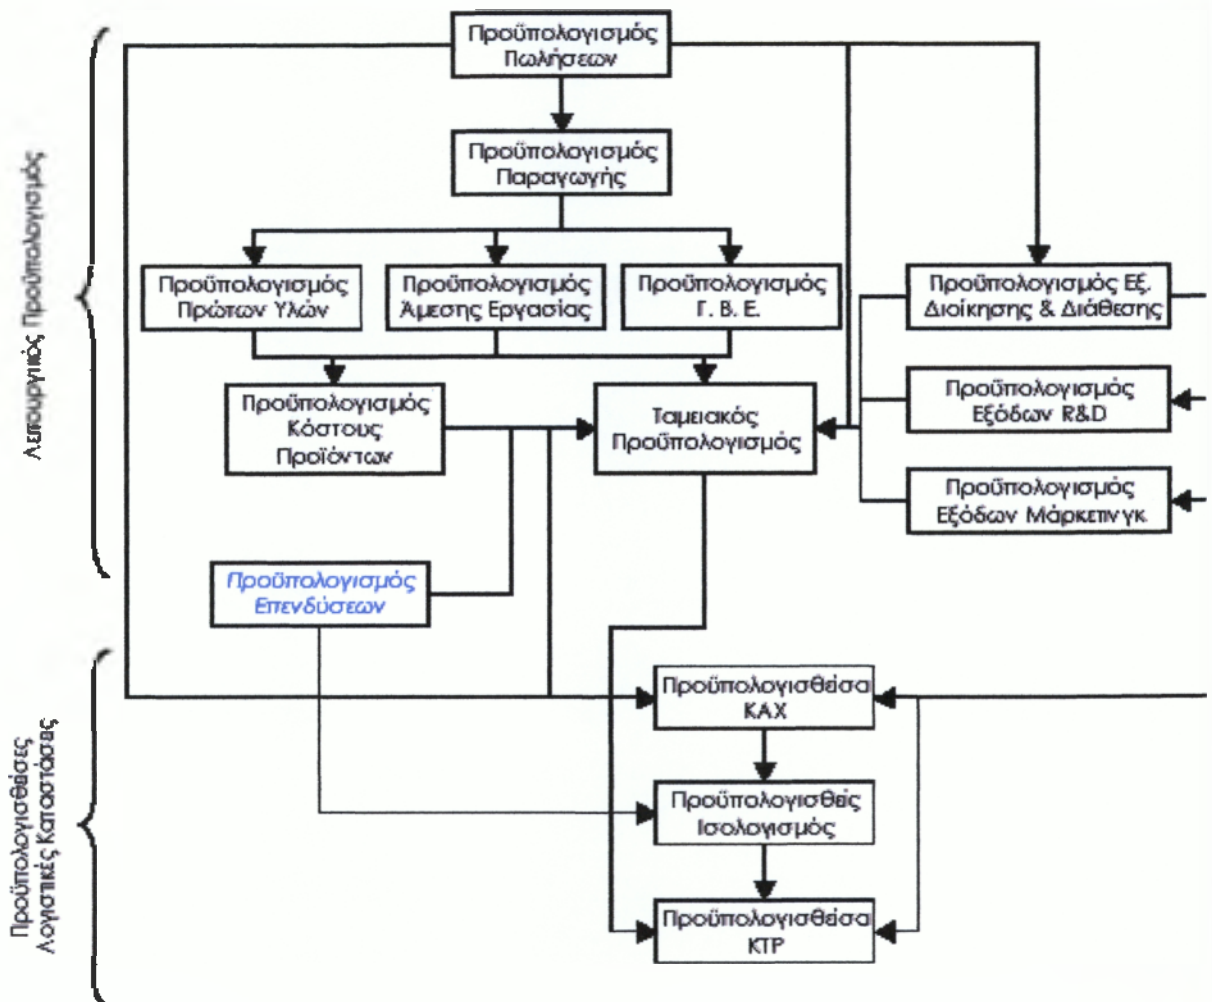 Προϋπολογισμός
Πωλήσεων
Προϋπολογισμός
Παραγωγής
Λειτουργικός Προϋπολογισμός
Προϋπολογισμός
Πρώτων Υλών
Προϋπολογισμός
Άμεσης Εργασίας
Προϋπολογισμός
Γ. Β. Ε.
Προϋπολογισμός Εξ.
Διοίκησης & Διάθεσης
Προϋπολογισμός
Κόστους
Προϊόντων
Ταμειακός
Προϋπολογισμός
Προϋπολογισμός
Εξόδων R&D
Προϋπολογισμός
Εξόδων Μάρκετινγκ
Προϋπολογισμός
Επενδύσεων
Προϋπολογισθέσες
Λογιστικές Καταστάσεις
Προϋπολογισθείσα
ΚΑΧ
Προϋπολογισθείς
Ισολογισμός
Προϋπολογισθείσα
ΚΤΡ